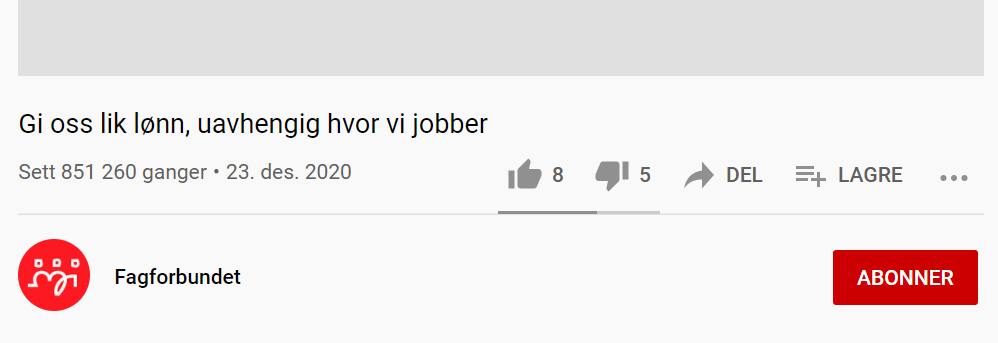 Gi oss lik lønn, uavhengig hvor vi jobber
Sett 851 260 ganger • 23. des. 2020 8 5 DEL LAGRE
Fagforbundet ABONNER